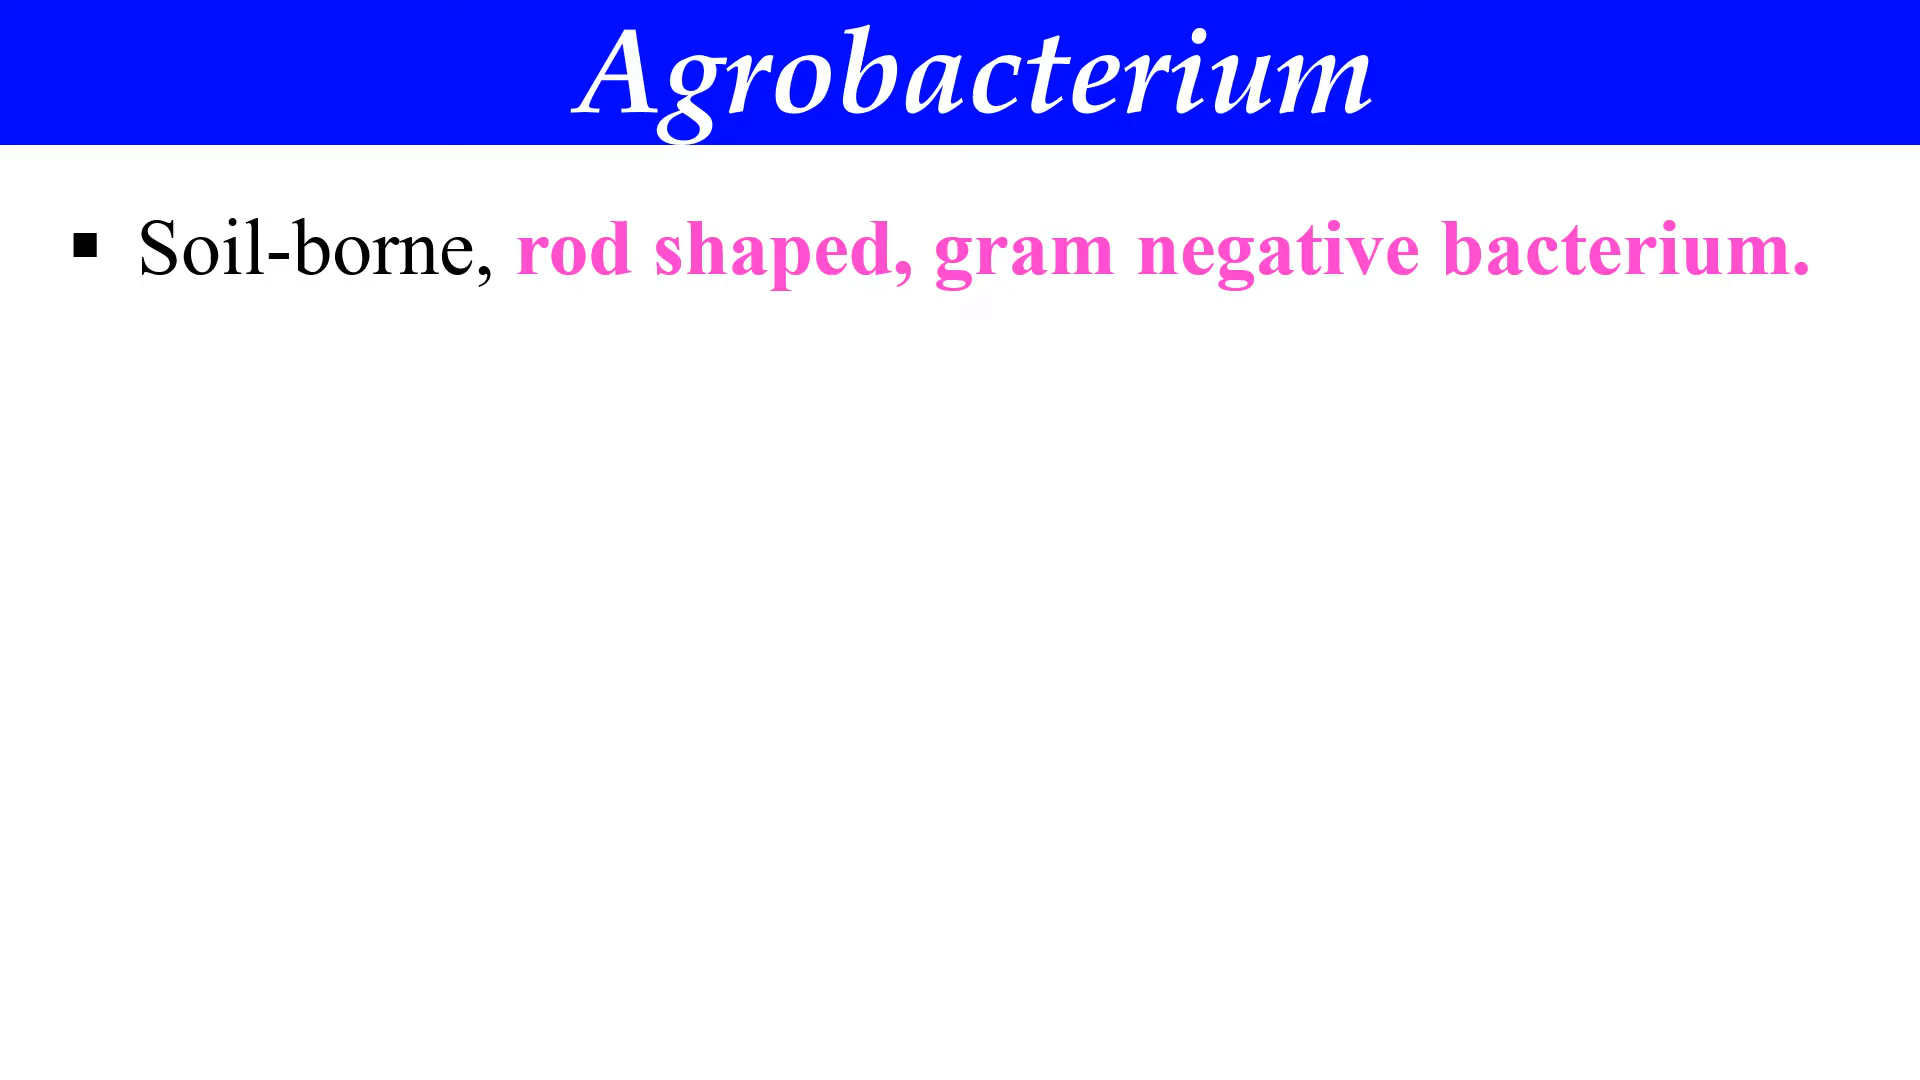 Agrobacterium
▪ Soil-borne, rod shaped, gram negative bacterium.